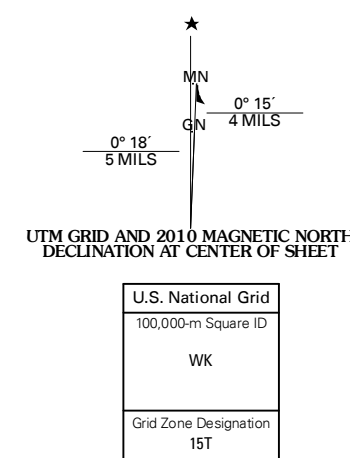 MN
GN
0° 15´
4 MILS
0° 18´
5 MILS
UTM GRID AND 2010 MAGNETIC NORTH
DECLINATION AT CENTER OF SHEET
U.S. National Grid
100,000-m Square ID
WK
Grid Zone Designation
15T